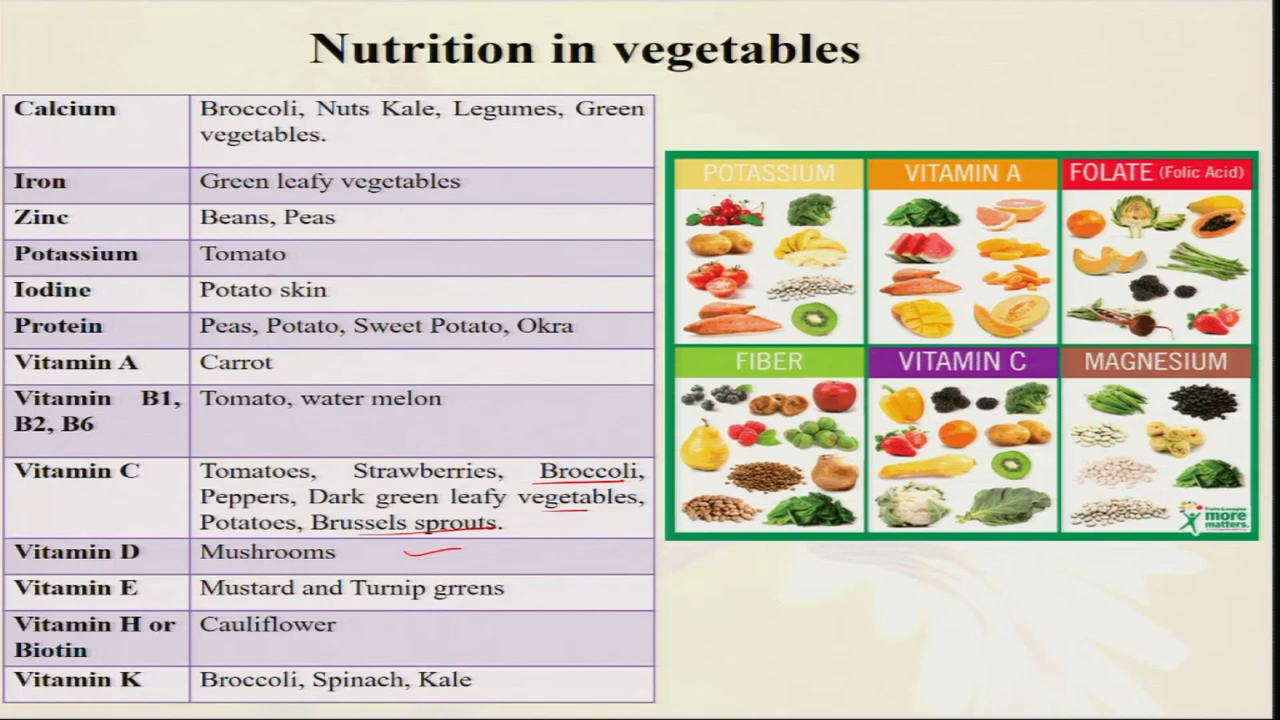 Nutrition in vegetables
Calcium
Broccoli, Nuts Kale, Legumes, Green
vegetables.
Iron
Green leafy vegetables
Zinc
Beans, Peas
Potassium
Tomato
Iodine
Potato skin
Protein
Peas, Potato, Sweet Potato, Okra
Vitamin A
Carrot
Vitamin B1,
B2, B6
Tomato, water melon
Vitamin C
Tomatoes, Strawberries, Broccoli,
Peppers, Dark green leafy vegetables,
Potatoes, Brussels sprouts.
Vitamin D
Mushrooms
Vitamin E
Mustard and Turnip grrens
Vitamin H or
Biotin
Cauliflower
Vitamin K
Broccoli, Spinach, Kale
POTASSIUM
VITAMIN A
FOLATE (Folic Acid)
FIBER
VITAMIN C
MAGNESIUM
more
matters.